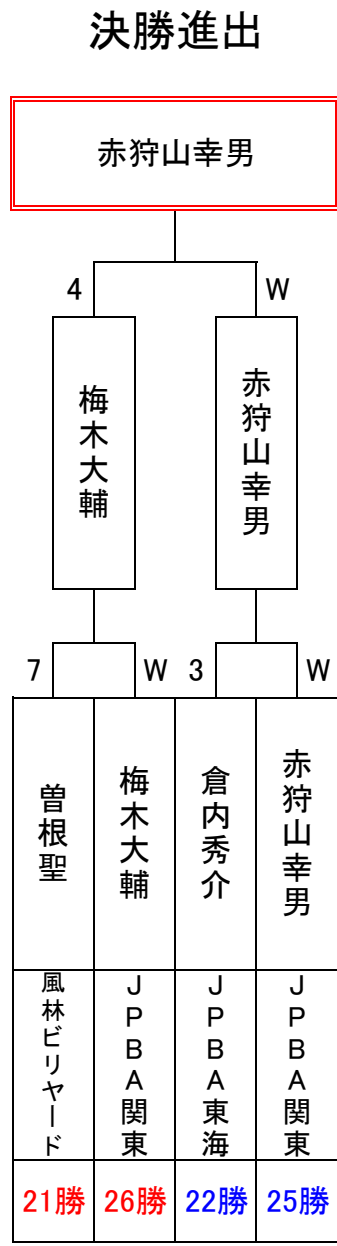 決勝進出
赤狩山幸男
4 W
梅木大輔
赤狩山幸男
7 W 3 W
曽根聖
梅木大輔
倉内秀介
赤狩山幸男
風林ビリヤード
JPBA関東
JPBA東海
JPBA関東
21勝 26勝 22勝 25勝